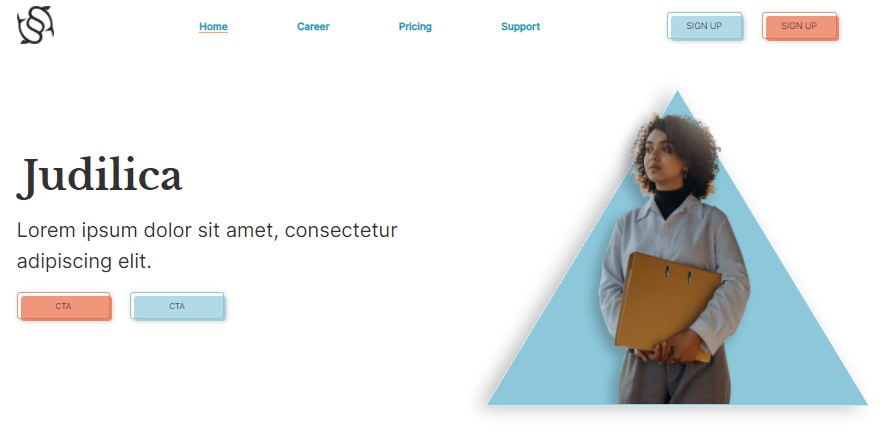 Home
Career
Pricing
Support
SIGN UP
SIGN UP
Judilica
Lorem ipsum dolor sit amet, consectetur
adipiscing elit.
CTA
CTA